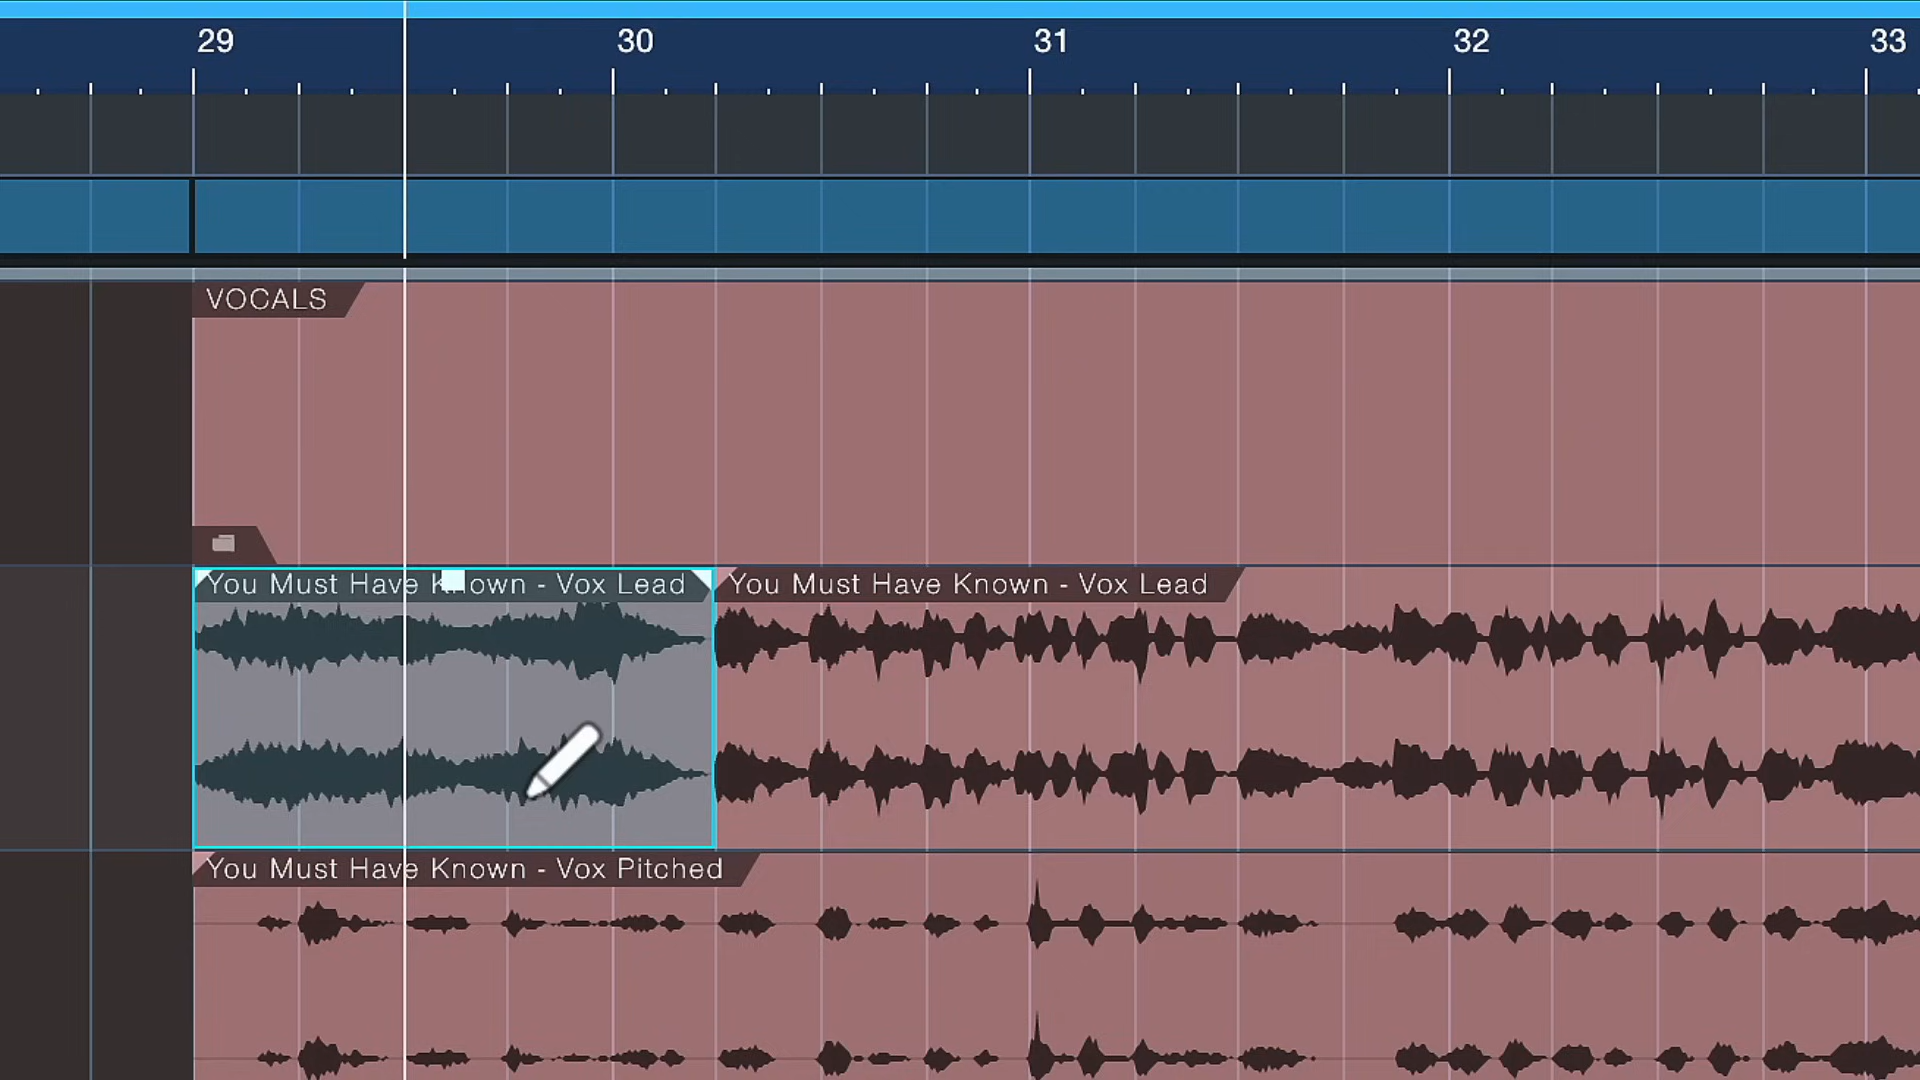 29 30 31 32 33
VOCALS
You Must Have Known - Vox Lead You Must Have Known - Vox Lead
You Must Have Known - Vox Pitched